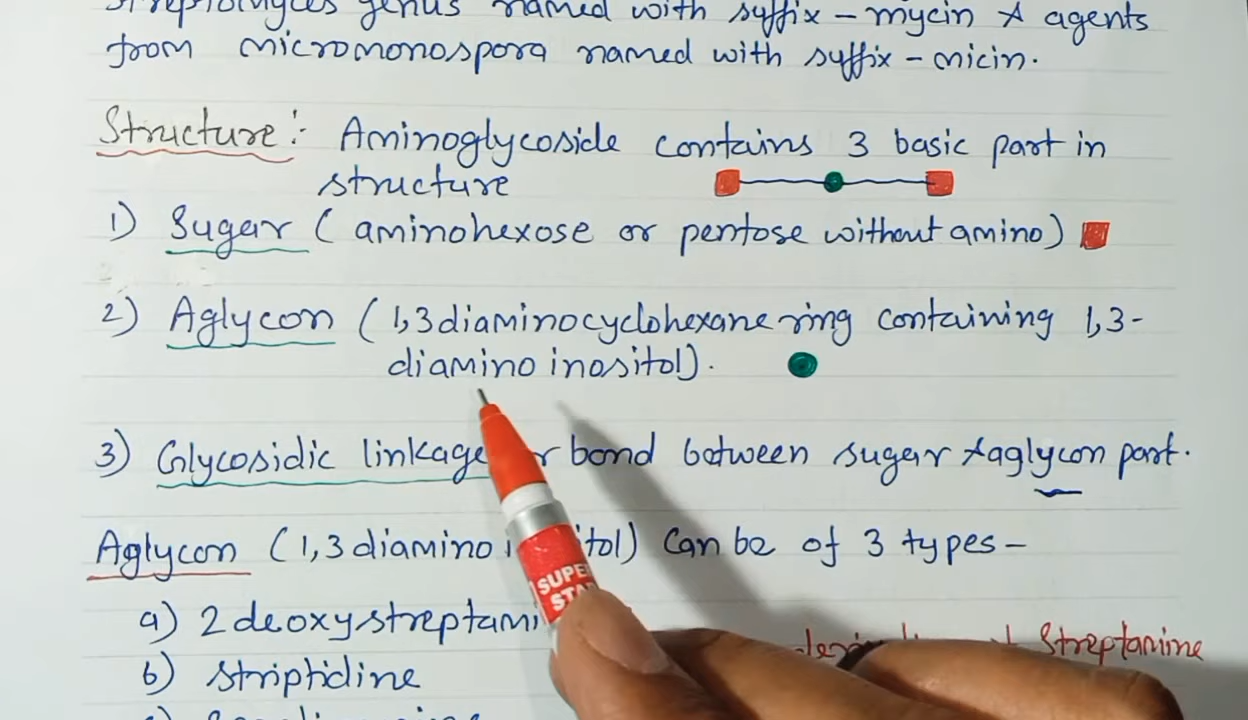 Streptomyces genus named with suffix - mycin & agents
from micromonospora named with suffix - micin.
Structure:- Aminoglycoside contains 3 basic part in
structure
1) Sugar ( aminohexose or pentose without amino)
2) Aglycon ( 1,3 diaminocyclohexane ring containing 1,3-
diamino inositol).
3) Glycosidic linkage bond between sugar & aglycon part.
Aglycon (1,3 diamino can be of 3 types -
a) 2 deoxystreptami
Streptamine
b) Striptidine
SUPER